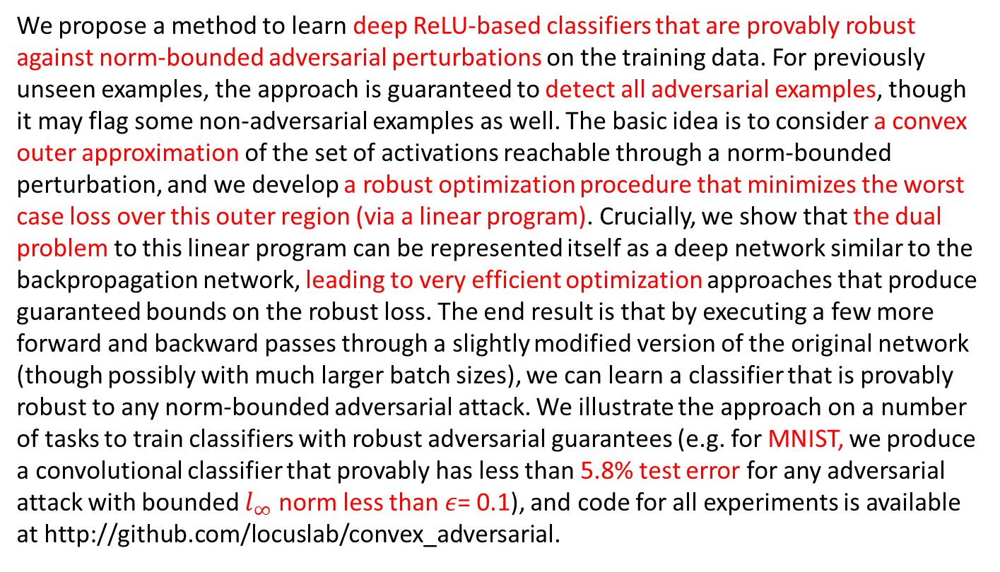 We propose a method to learn deep ReLU-based classifiers that are provably robust
against norm-bounded adversarial perturbations on the training data. For previously
unseen examples, the approach is guaranteed to detect all adversarial examples, though
it may flag some non-adversarial examples as well. The basic idea is to consider a convex
outer approximation of the set of activations reachable through a norm-bounded
perturbation, and we develop a robust optimization procedure that minimizes the worst
case loss over this outer region (via a linear program). Crucially, we show that the dual
problem to this linear program can be represented itself as a deep network similar to the
backpropagation network, leading to very efficient optimization approaches that produce
guaranteed bounds on the robust loss. The end result is that by executing a few more
forward and backward passes through a slightly modified version of the original network
(though possibly with much larger batch sizes), we can learn a classifier that is provably
robust to any norm-bounded adversarial attack. We illustrate the approach on a number
of tasks to train classifiers with robust adversarial guarantees (e.g. for MNIST, we produce
a convolutional classifier that provably has less than 5.8% test error for any adversarial
attack with bounded l∞ norm less than ϵ= 0.1), and code for all experiments is available
at http://github.com/locuslab/convex_adversarial.